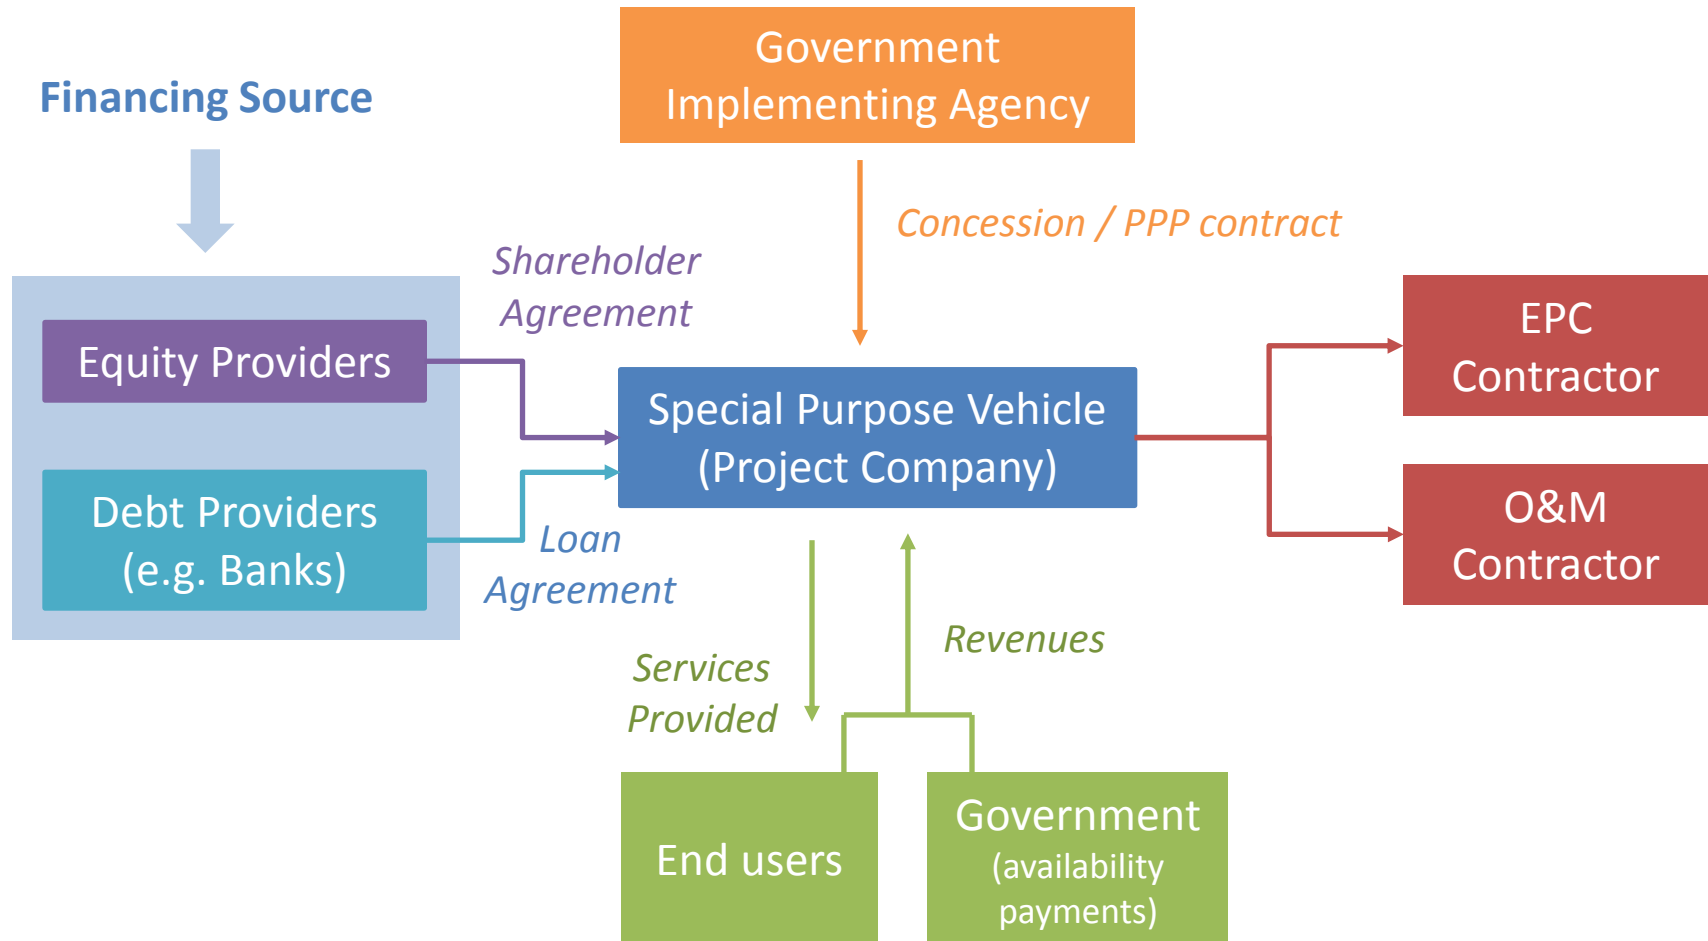 Government
Implementing Agency
Financing Source
Concession / PPP contract
Shareholder
Agreement
Equity Providers
Debt Providers
(e.g. Banks)
Loan
Agreement
Special Purpose Vehicle
(Project Company)
EPC
Contractor
O&M
Contractor
Services
Provided
Revenues
End users
Government
(availability
payments)